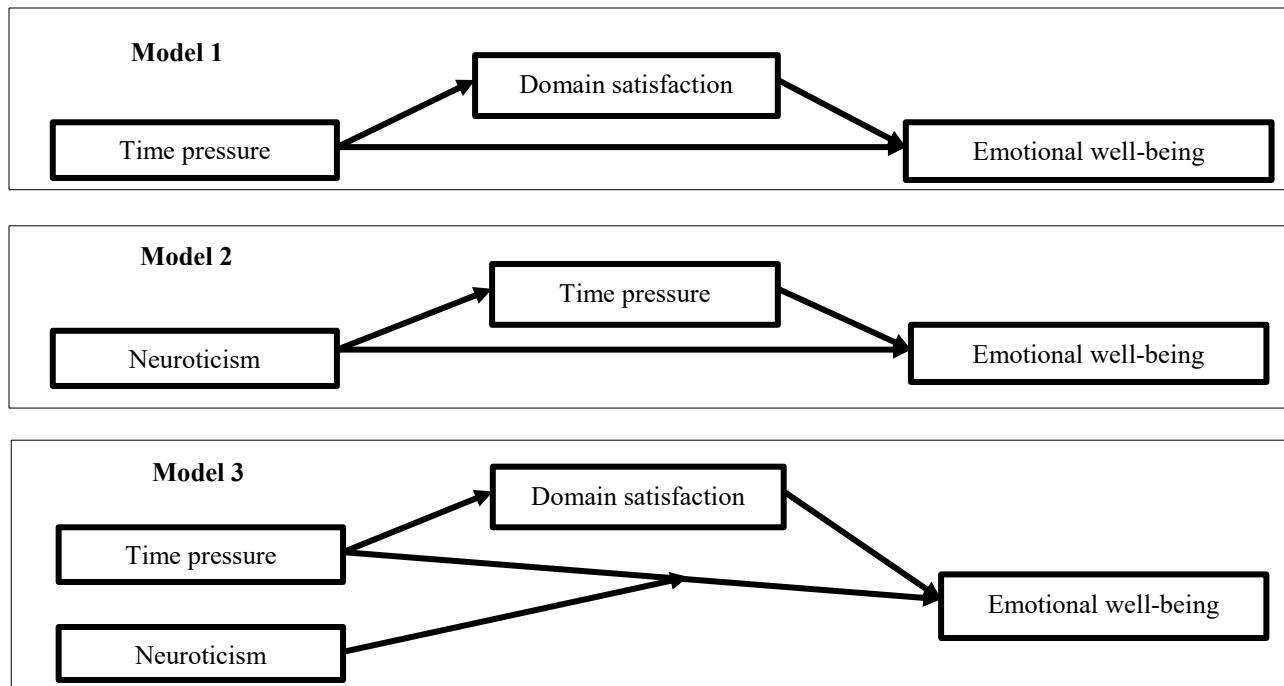 Model 1
Domain satisfaction
Time pressure
Emotional well-being
Model 2
Time pressure
Neuroticism
Emotional well-being
Model 3
Domain satisfaction
Time pressure
Emotional well-being
Neuroticism